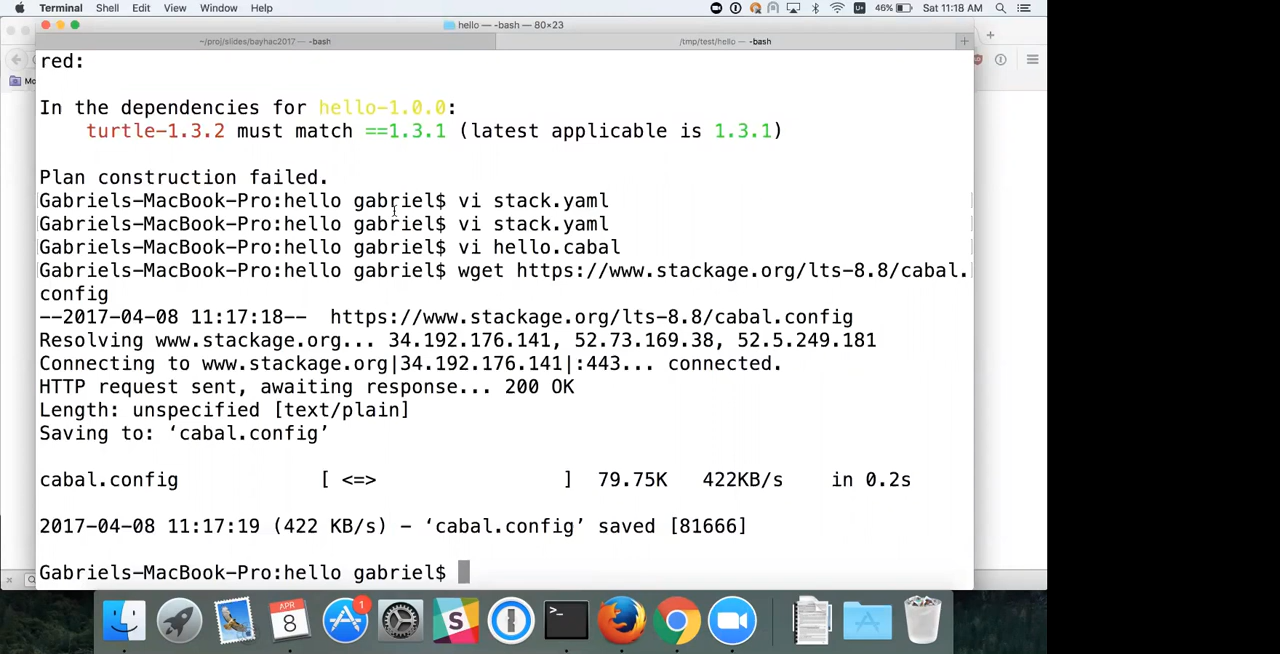 Terminal Shell Edit View Window Help 46% Sat 11:18 AM
hello — -bash — 80×23
~/proj/slides/bayhac2017 — -bash /tmp/test/hello — -bash
red:
In the dependencies for hello-1.0.0:
turtle-1.3.2 must match ==1.3.1 (latest applicable is 1.3.1)
Plan construction failed.
Gabriels-MacBook-Pro:hello gabriel$ vi stack.yaml
Gabriels-MacBook-Pro:hello gabriel$ vi stack.yaml
Gabriels-MacBook-Pro:hello gabriel$ vi hello.cabal
Gabriels-MacBook-Pro:hello gabriel$ wget https://www.stackage.org/lts-8.8/cabal.
config
--2017-04-08 11:17:18-- https://www.stackage.org/lts-8.8/cabal.config
Resolving www.stackage.org... 34.192.176.141, 52.73.169.38, 52.5.249.181
Connecting to www.stackage.org|34.192.176.141|:443... connected.
HTTP request sent, awaiting response... 200 OK
Length: unspecified [text/plain]
Saving to: ‘cabal.config’
cabal.config [ <=> ] 79.75K 422KB/s in 0.2s
2017-04-08 11:17:19 (422 KB/s) - ‘cabal.config’ saved [81666]
Gabriels-MacBook-Pro:hello gabriel$
APR
8
1